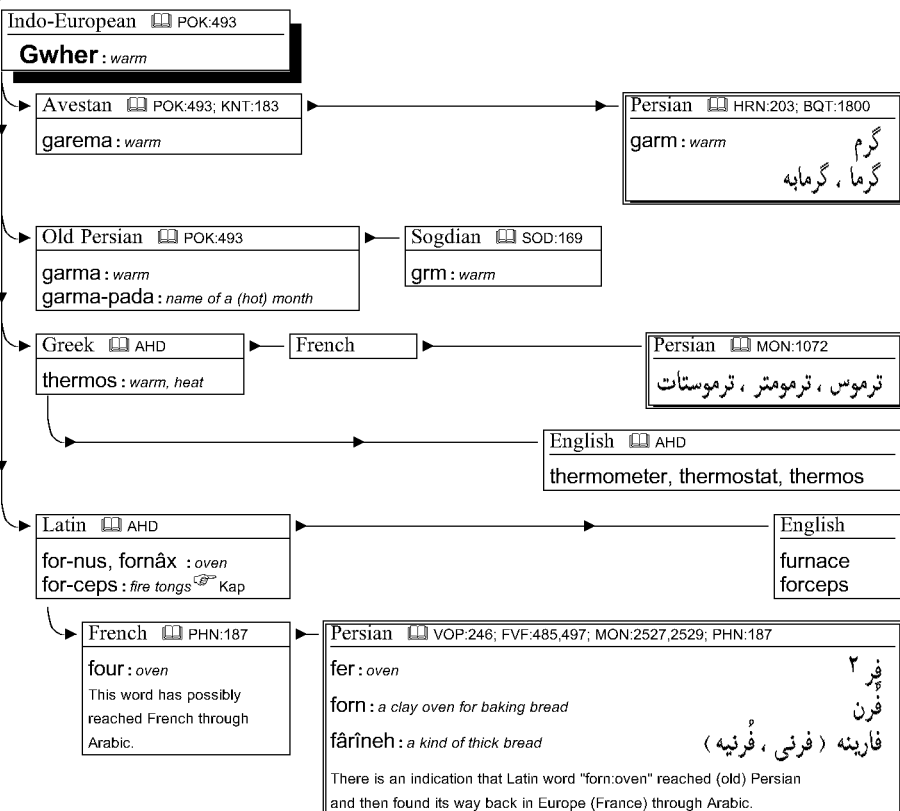 Indo-European 🕮 POK:493
Gwher : warm
Avestan 🕮 POK:493; KNT:183
garema : warm
Persian 🕮 HRN:203; BQT:1800
garm : warm گرم
گرما ، گرمابه
Old Persian 🕮 POK:493
garma : warm
garma-pada : name of a (hot) month
Sogdian 🕮 SOD:169
grm : warm
Greek 🕮 AHD
thermos : warm, heat
French
Persian 🕮 MON:1072
ترموس ، ترمومتر ، ترموستات
English 🕮 AHD
thermometer, thermostat, thermos
Latin 🕮 AHD
for-nus, fornâx : oven
for-ceps : fire tongs ☞ Kap
English
furnace
forceps
French 🕮 PHN:187
four : oven
This word has possibly
reached French through
Arabic.
Persian 🕮 VOP:246; FVF:485,497; MON:2527,2529; PHN:187
fer : oven فر ۲
forn : a clay oven for baking bread فُرن
fârîneh : a kind of thick bread فارینه ( فرنی ، فُرنیه )
There is an indication that Latin word "forn:oven" reached (old) Persian
and then found its way back in Europe (France) through Arabic.